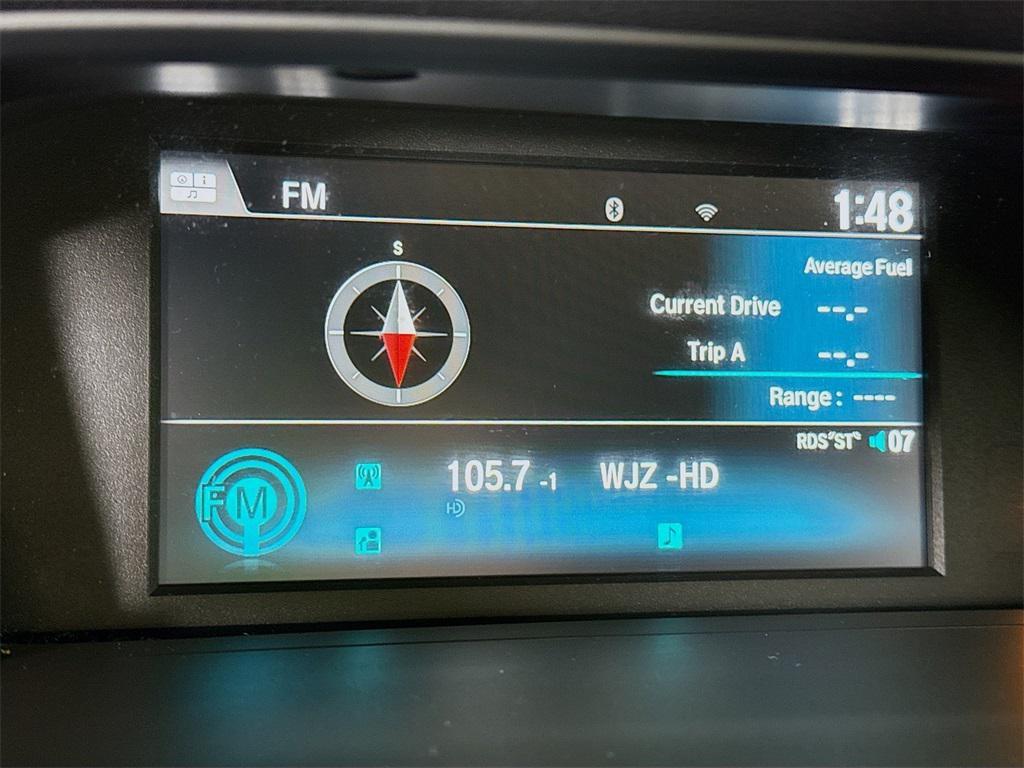 FM
1:48
S
Average Fuel
Current Drive --.-
Trip A --.-
Range : ----
RDS "ST" 07
FM
105.7 -1 WJZ -HD
HD